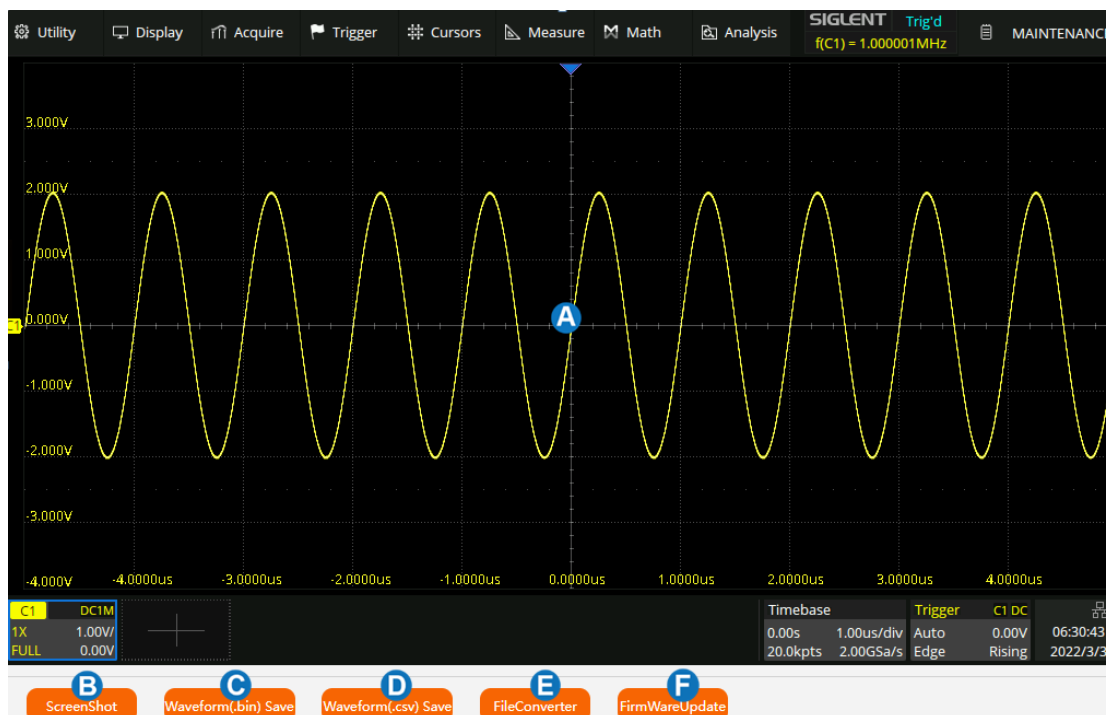 Utility Display Acquire Trigger Cursors Measure Math Analysis SIGLENT Trig'd MAINTENANCE
f(C1) = 1.000001MHz
3.000V
2.000V
1.000V
C1 0.000V A
-1.000V
-2.000V
-3.000V
-4.000V -4.0000us -3.0000us -2.0000us -1.0000us 0.0000us 1.0000us 2.0000us 3.0000us 4.0000us
C1 DC1M Timebase Trigger C1 DC
1X 1.00V/ 0.00s 1.00us/div Auto 0.00V 06:30:43
FULL 0.00V 20.0kpts 2.00GSa/s Edge Rising 2022/3/3
B C D E F
ScreenShot Waveform(.bin) Save Waveform(.csv) Save FileConverter FirmWareUpdate